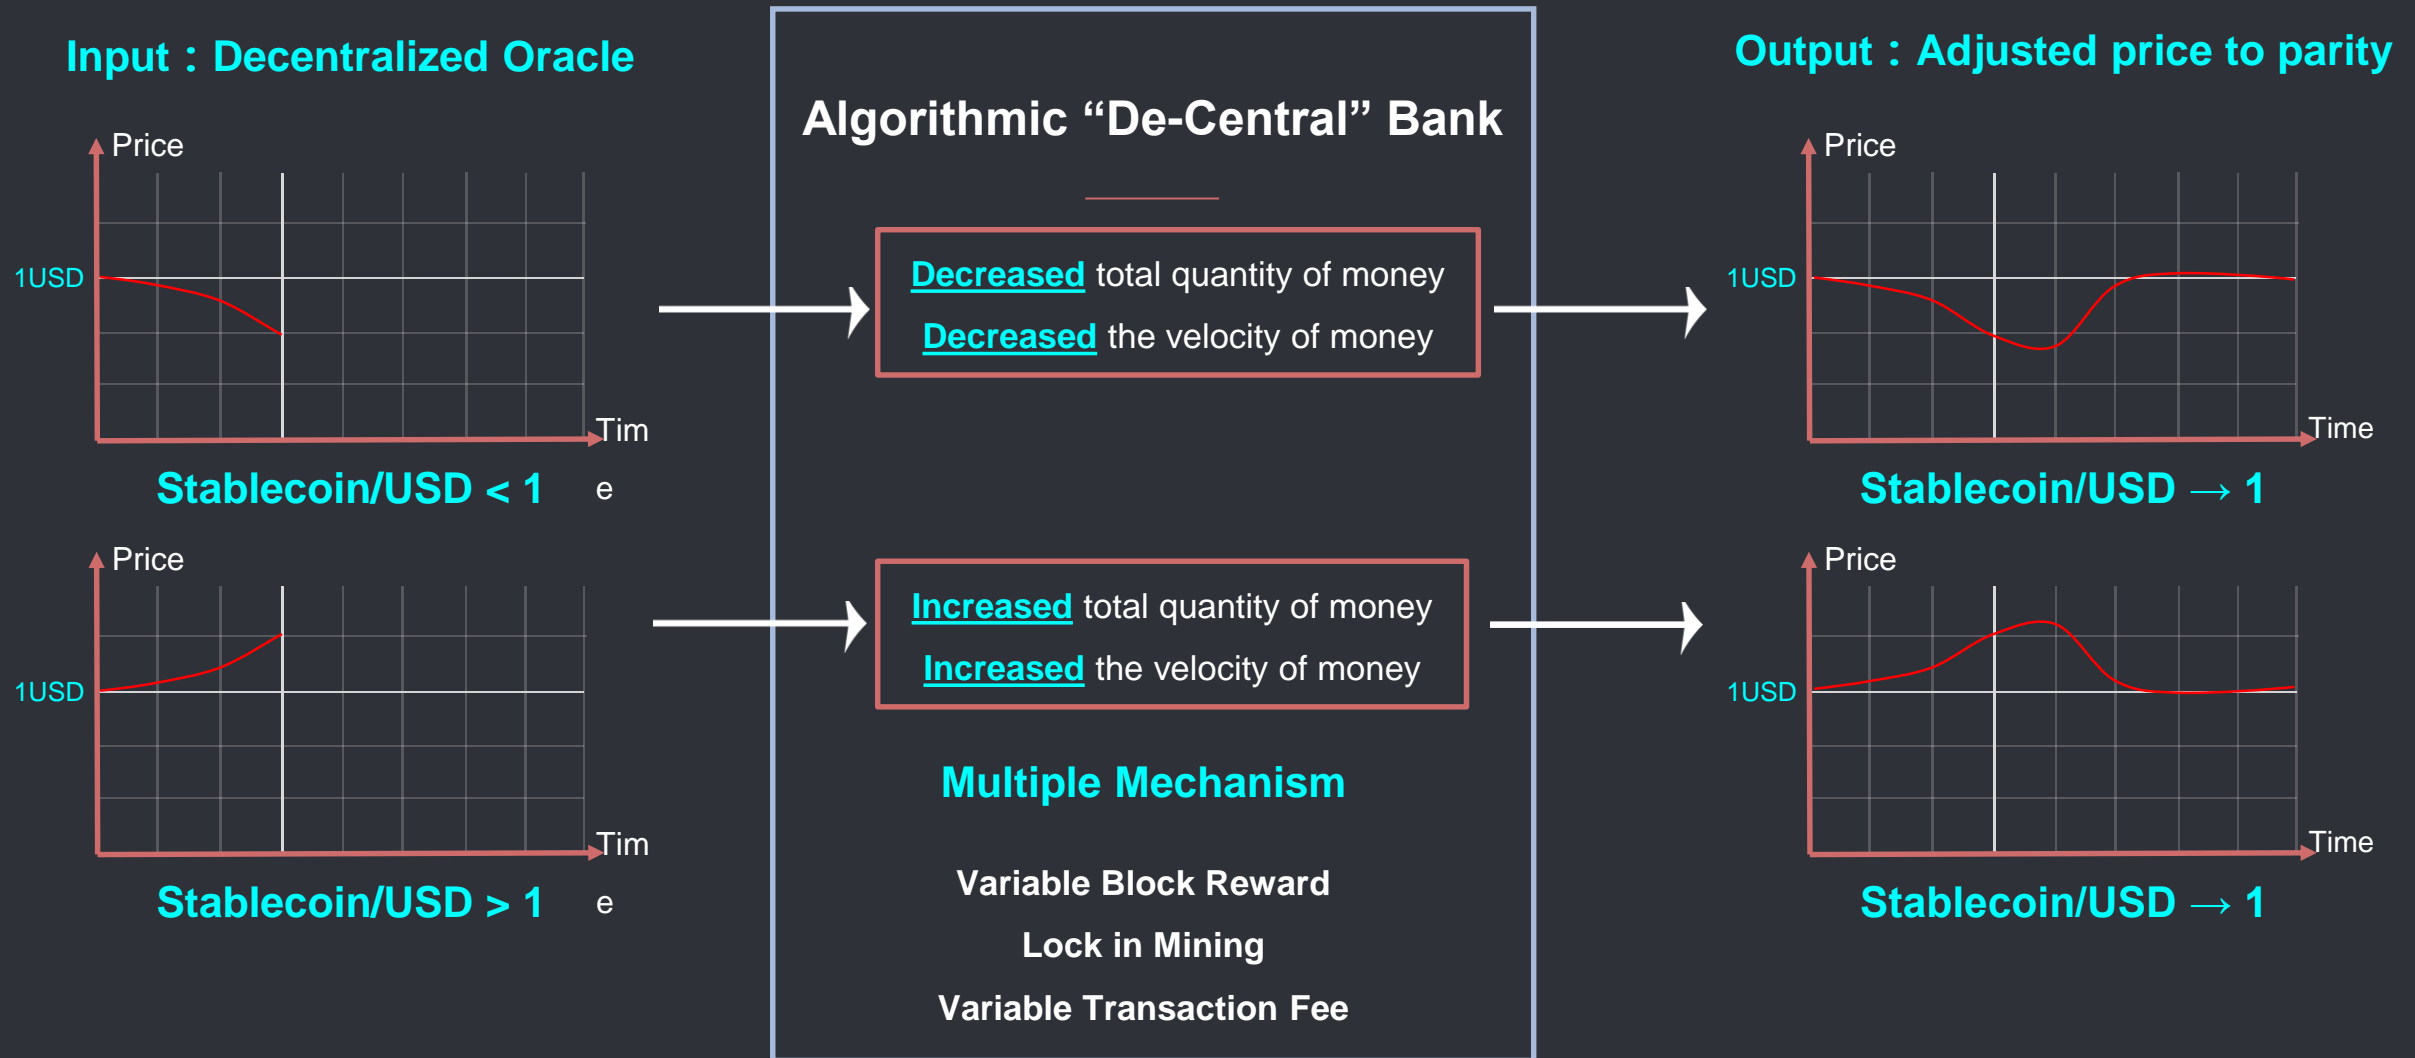 Input：Decentralized Oracle
Price
1USD
Tim
e
Stablecoin/USD < 1
Price
1USD
Tim
e
Stablecoin/USD > 1
Algorithmic “De-Central” Bank
Decreased total quantity of money
Decreased the velocity of money
Increased total quantity of money
Increased the velocity of money
Multiple Mechanism
Variable Block Reward
Lock in Mining
Variable Transaction Fee
Output：Adjusted price to parity
Price
1USD
Time
Stablecoin/USD → 1
Price
1USD
Time
Stablecoin/USD → 1